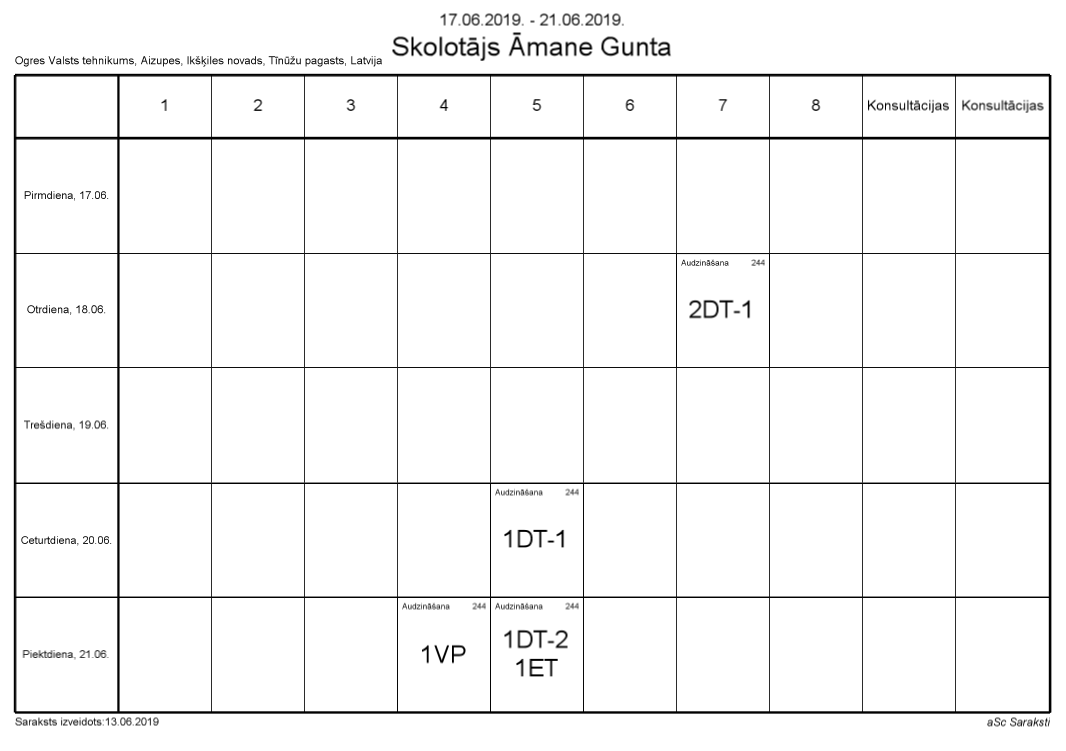 17.06.2019. - 21.06.2019.
Skolotājs Āmane Gunta
Ogres Valsts tehnikums, Aizupes, Ikšķiles novads, Tīnūžu pagasts, Latvija
1 2 3 4 5 6 7 8 Konsultācijas Konsultācijas
Pirmdiena, 17.06.
Audzināšana 244
Otrdiena, 18.06. 2DT-1
Trešdiena, 19.06.
Audzināšana 244
Ceturtdiena, 20.06. 1DT-1
Audzināšana 244 Audzināšana 244
Piektdiena, 21.06. 1VP 1DT-2
1ET
Saraksts izveidots:13.06.2019 aSc Saraksti